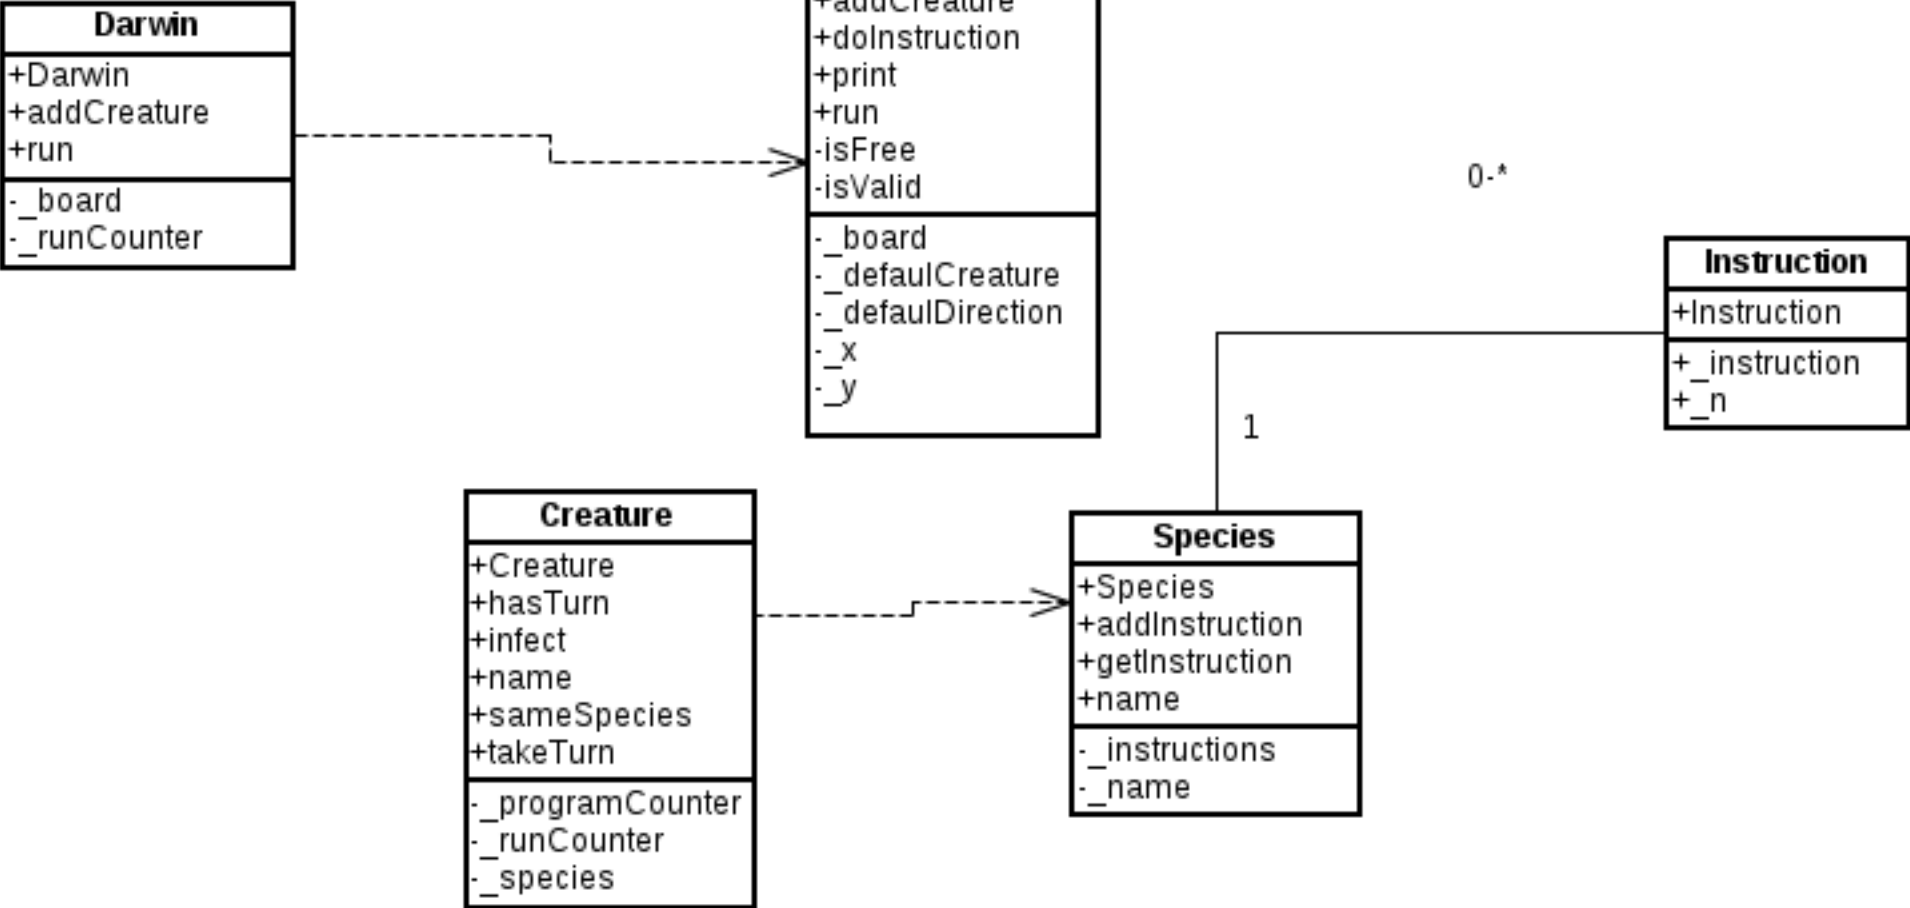 Darwin
+Darwin
+addCreature
+run
-_board
-_runCounter
+addCreature
+doInstruction
+print
+run
-isFree
-isValid
-_board
-_defaulCreature
-_defaulDirection
-_x
-_y
0-*
Instruction
+Instruction
+_instruction
+_n
1
Creature
+Creature
+hasTurn
+infect
+name
+sameSpecies
+takeTurn
-_programCounter
-_runCounter
-_species
Species
+Species
+addInstruction
+getInstruction
+name
-_instructions
-_name